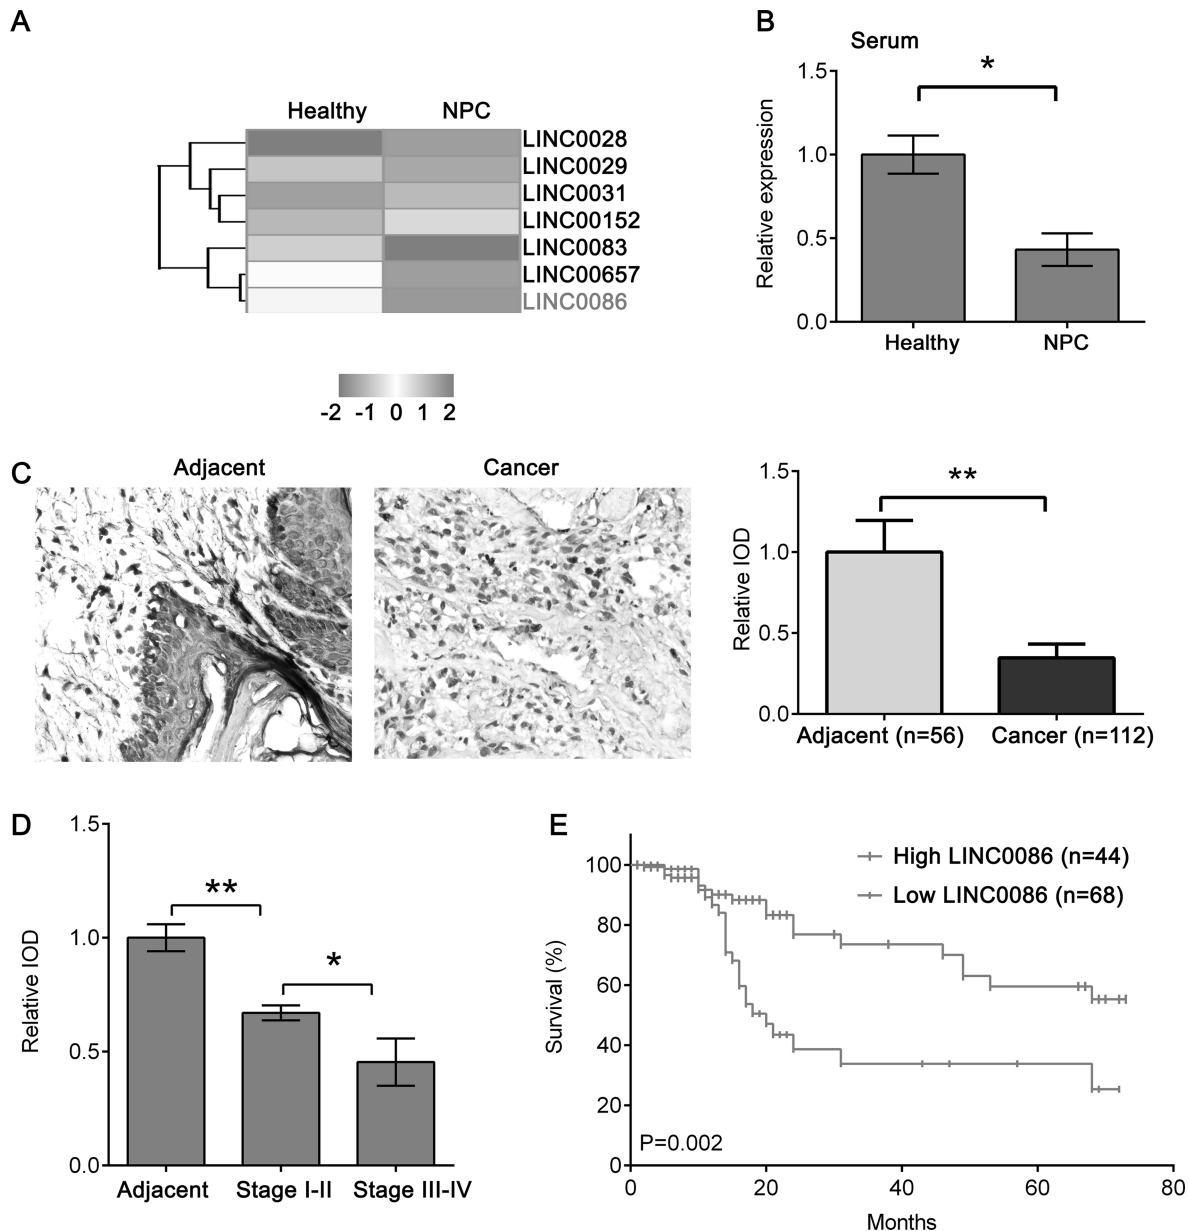 A
Healthy NPC
LINC0028
LINC0029
LINC0031
LINC00152
LINC0083
LINC00657
LINC0086
-2 -1 0 1 2
B
Serum
*
Relative expression
1.5
1.0
0.5
0.0
Healthy NPC
C
Adjacent Cancer
**
Relative IOD
1.5
1.0
0.5
0.0
Adjacent (n=56) Cancer (n=112)
D
**
*
Relative IOD
1.5
1.0
0.5
0.0
Adjacent Stage I-II Stage III-IV
E
High LINC0086 (n=44)
Low LINC0086 (n=68)
Survival (%)
100
80
60
40
20
0
P=0.002
0 20 40 60 80
Months